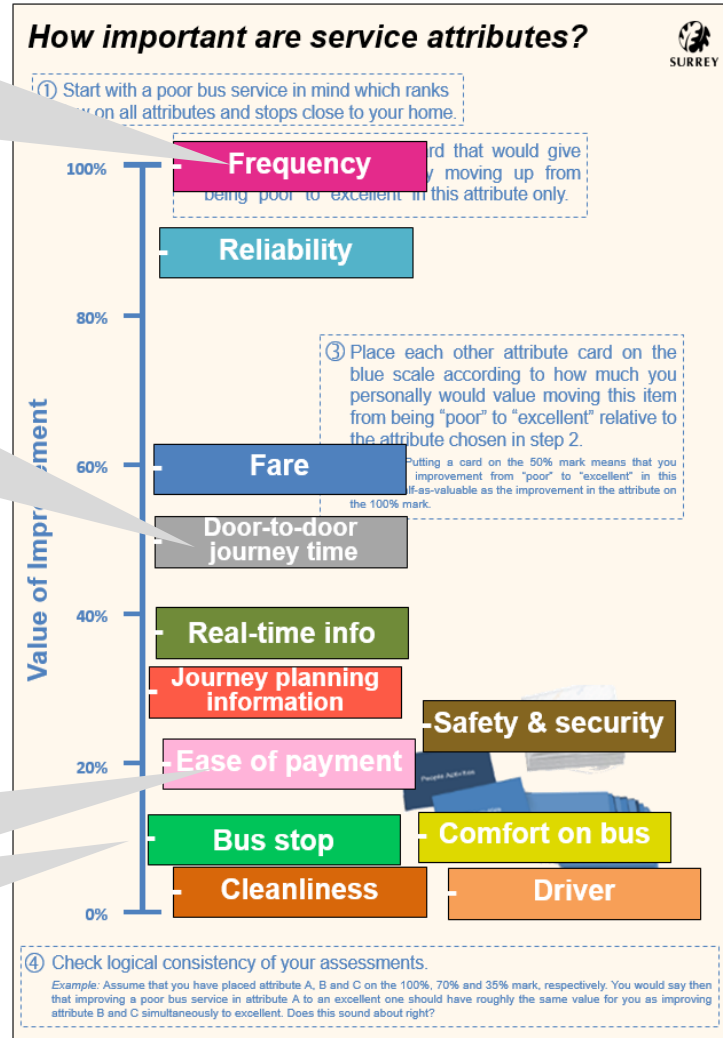 How important are service attributes?
SURREY
① Start with a poor bus service in mind which ranks
on all attributes and stops close to your home.
100%
Frequency
that would give
moving up from
being "poor" to "excellent" in this attribute only.
Reliability
80%
③ Place each other attribute card on the
blue scale according to how much you
personally would value moving this item
from being "poor" to "excellent" relative to
the attribute chosen in step 2.
Putting a card on the 50% mark means that you
improvement from "poor" to "excellent" in this
the improvement in the attribute on
the 100% mark.
Value of Improvement
60%
Fare
Door-to-door
journey time
40%
Real-time info
Journey planning
information
Safety & security
20%
Ease of payment
People Activities
Bus stop
Comfort on bus
Cleanliness
Driver
0%
④ Check logical consistency of your assessments.
Example: Assume that you have placed attribute A, B and C on the 100%, 70% and 35% mark, respectively. You would say then
that improving a poor bus service in attribute A to an excellent one should have roughly the same value for you as improving
attribute B and C simultaneously to excellent. Does this sound about right?